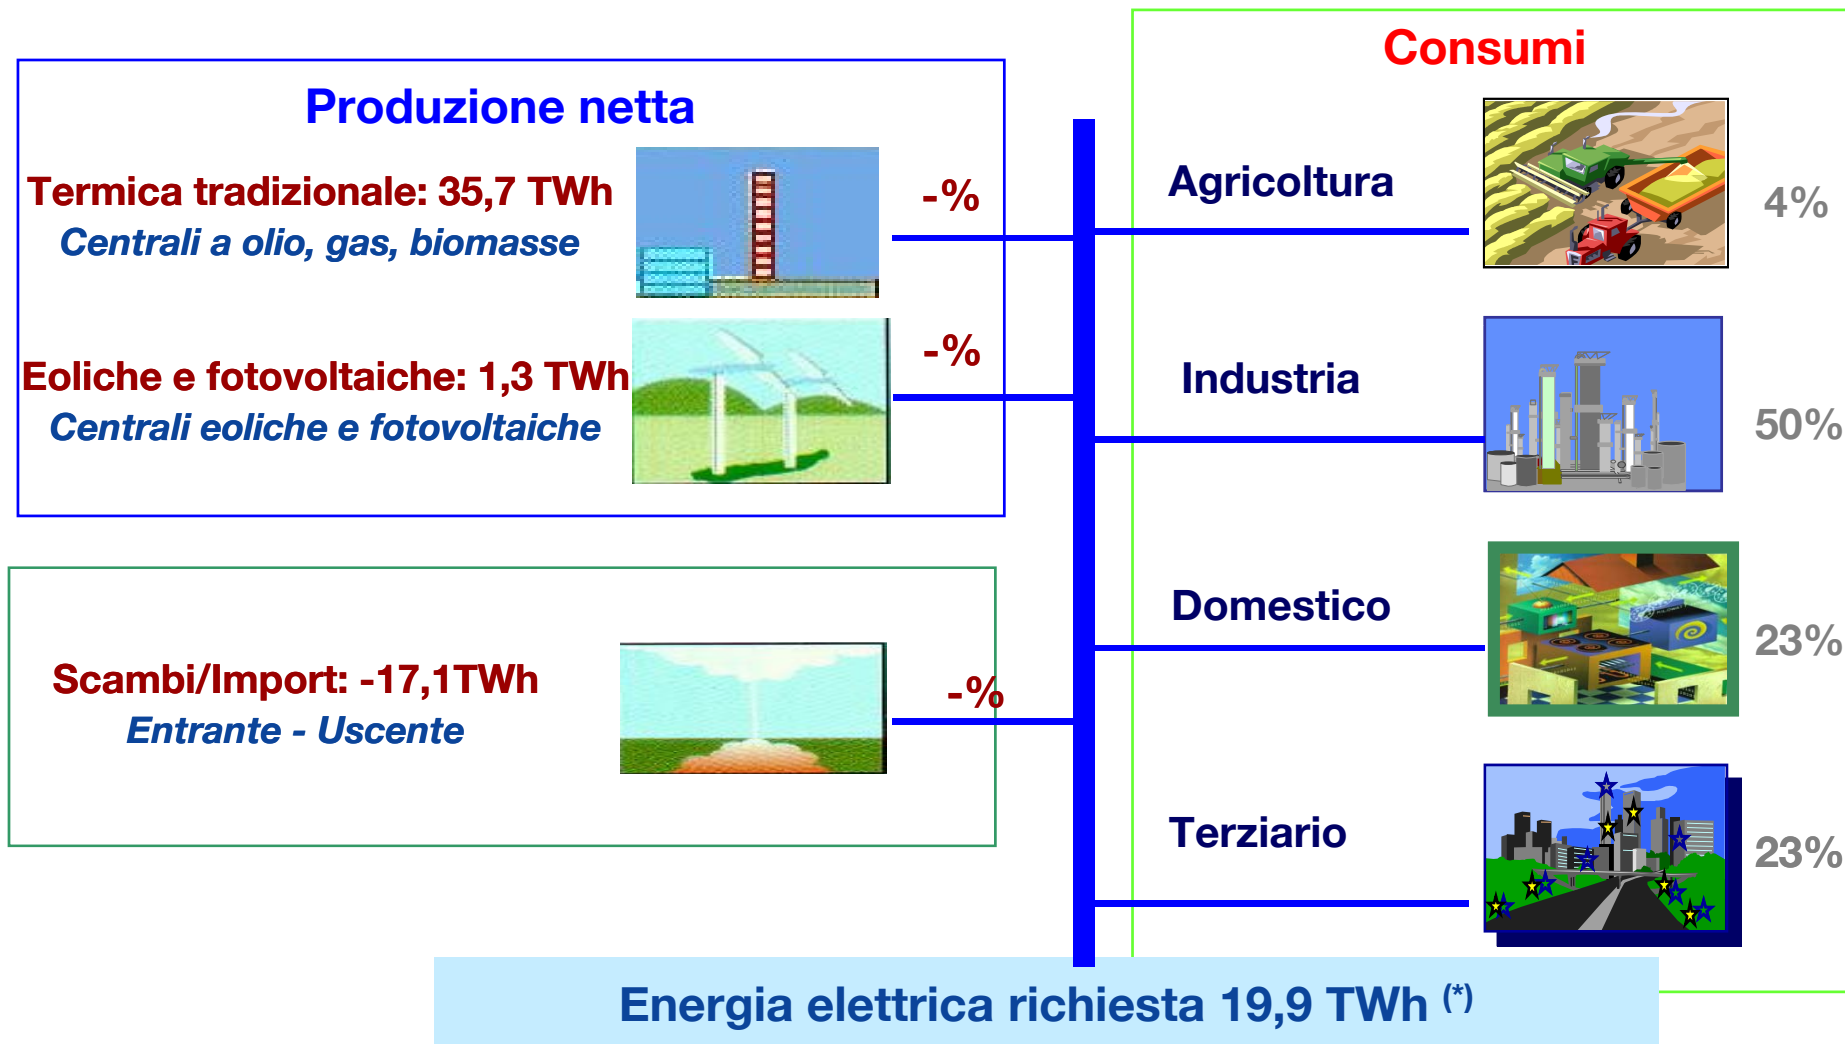 Produzione netta
Termica tradizionale: 35,7 TWh
Centrali a olio, gas, biomasse
-%
Eoliche e fotovoltaiche: 1,3 TWh
Centrali eoliche e fotovoltaiche
-%
Scambi/Import: -17,1TWh
Entrante - Uscente
-%
Consumi
Agricoltura
4%
Industria
50%
Domestico
23%
Terziario
23%
Energia elettrica richiesta 19,9 TWh (*)